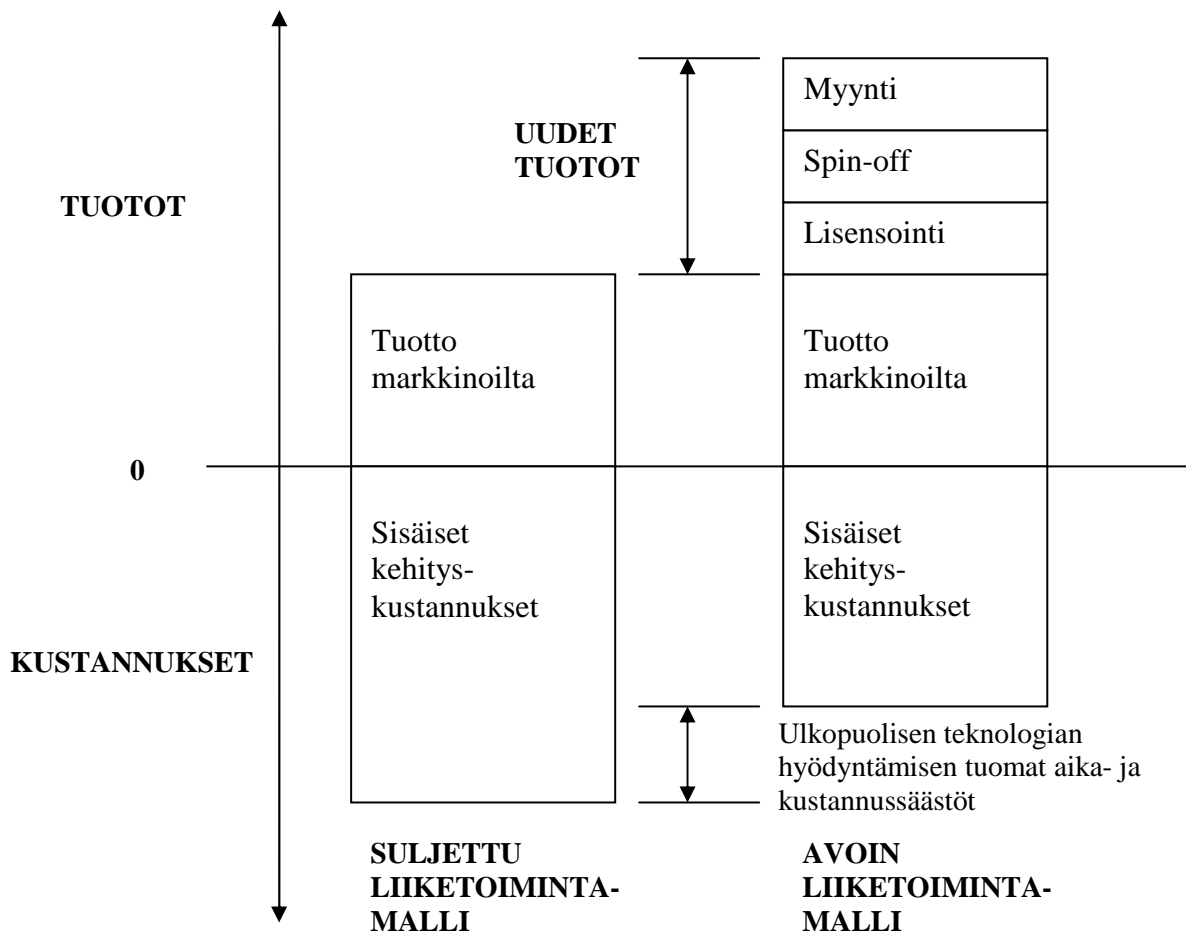 Myynti
UUDET
TUOTOT
Spin-off
TUOTOT
Lisensointi
Tuotto
markkinoilta
Tuotto
markkinoilta
0
Sisäiset
kehitys-
kustannukset
Sisäiset
kehitys-
kustannukset
KUSTANNUKSET
Ulkopuolisen teknologian
hyödyntämisen tuomat aika- ja
kustannussäästöt
SULJETTU
LIIKETOIMINTA-
MALLI
AVOIN
LIIKETOIMINTA-
MALLI